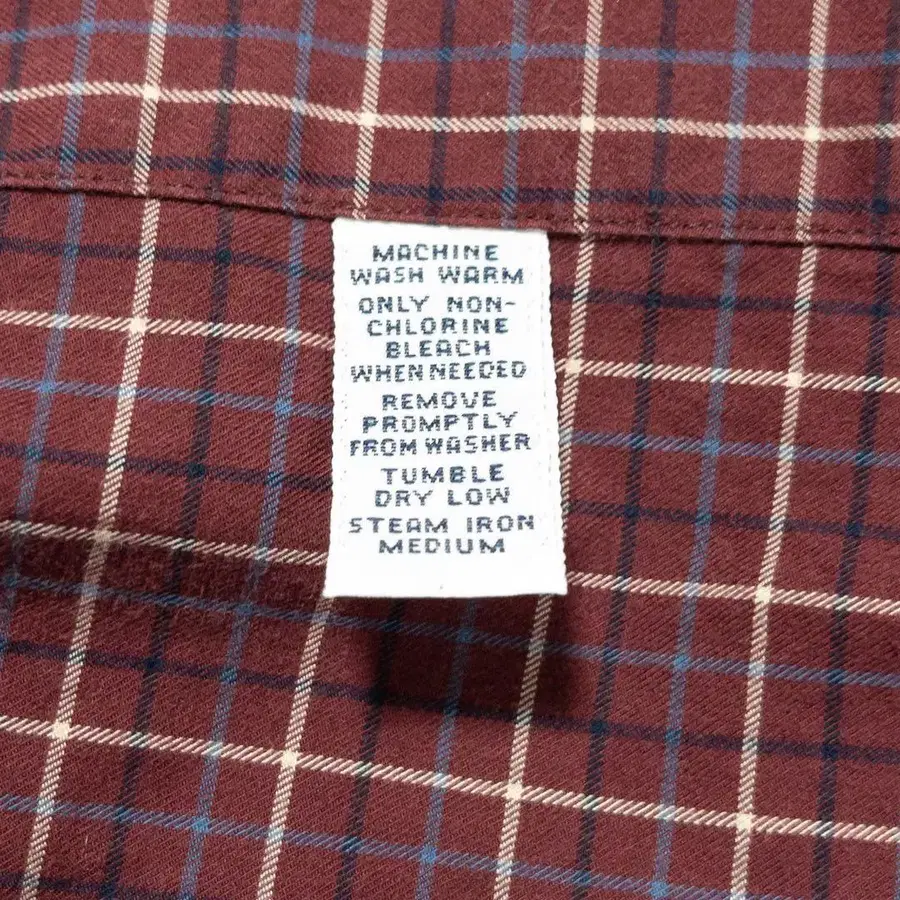 MACHINE
WASH WARM
ONLY NON-
CHLORINE
BLEACH
WHEN NEEDED
REMOVE
PROMPTLY
FROM WASHER
TUMBLE
DRY LOW
STEAM IRON
MEDIUM